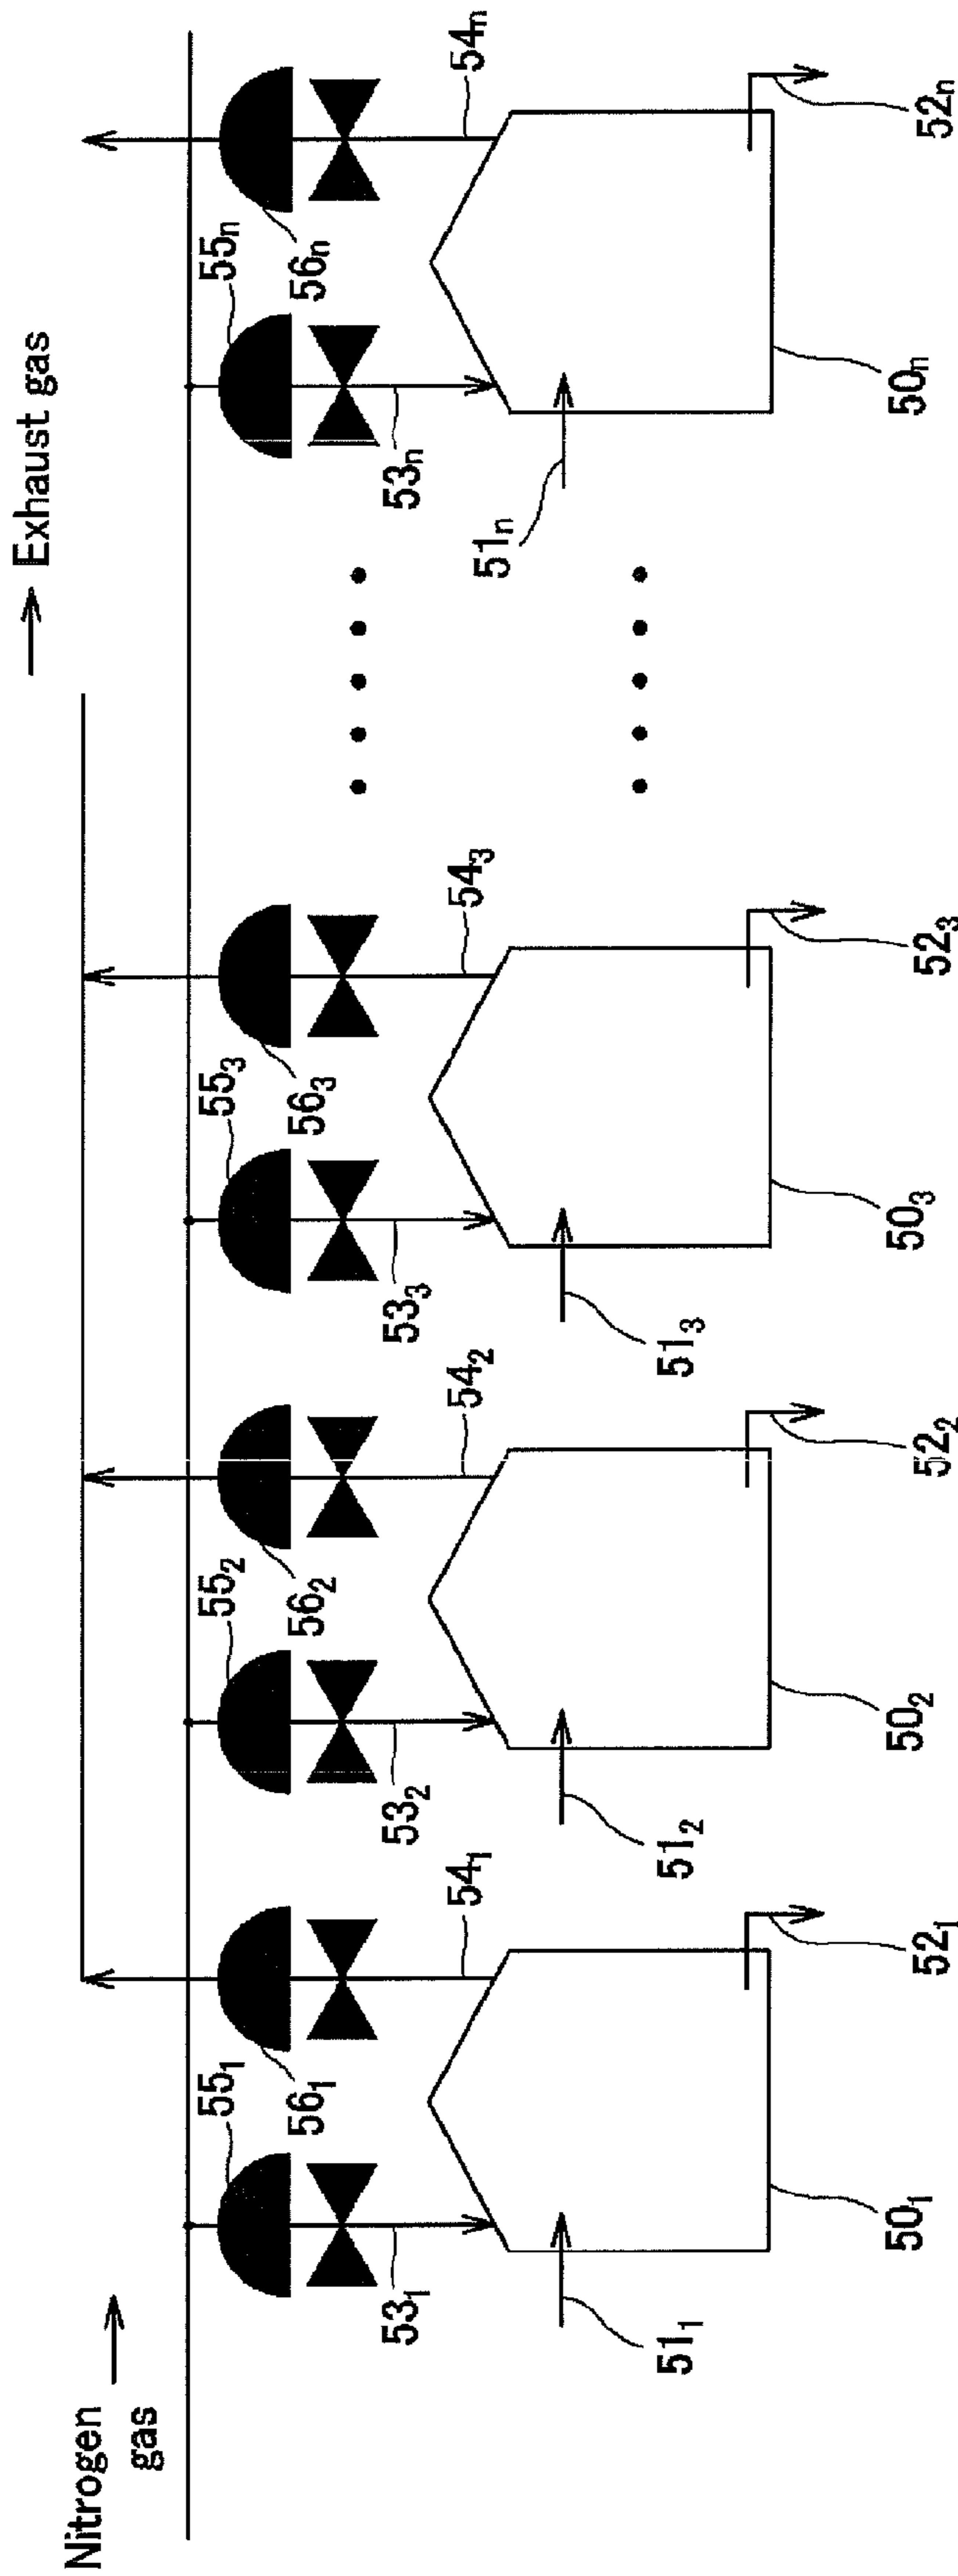 Nitrogen
gas
→ Exhaust gas
55₁
56₁
53₁
54₁
51₁
50₁
52₁
55₂
56₂
53₂
54₂
51₂
50₂
52₂
55₃
56₃
53₃
54₃
51₃
50₃
52₃
55ₙ
56ₙ
53ₙ
54ₙ
51ₙ
50ₙ
52ₙ